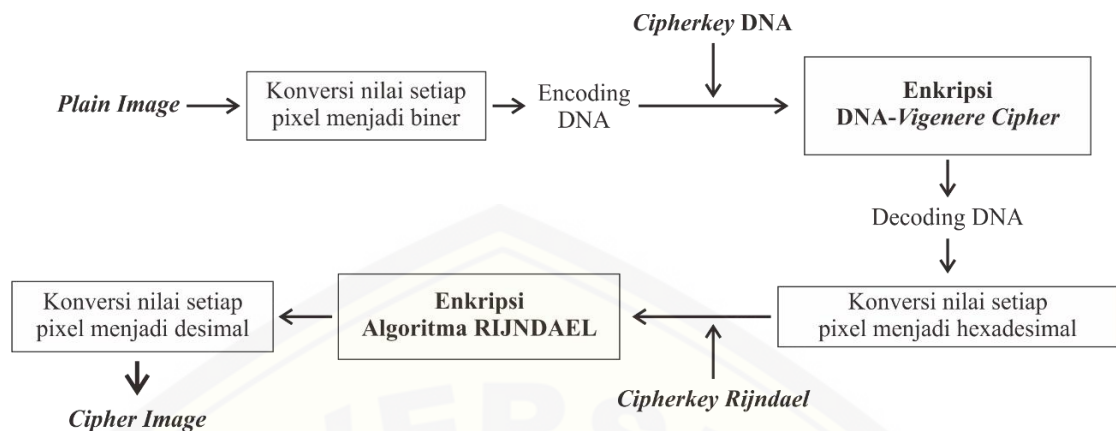 Cipherkey DNA
Plain Image
Konversi nilai setiap
pixel menjadi biner
Encoding
DNA
Enkripsi
DNA-Vigenere Cipher
Decoding DNA
Konversi nilai setiap
pixel menjadi hexadesimal
Cipherkey Rijndael
Enkripsi
Algoritma RIJNDAEL
Konversi nilai setiap
pixel menjadi desimal
Cipher Image